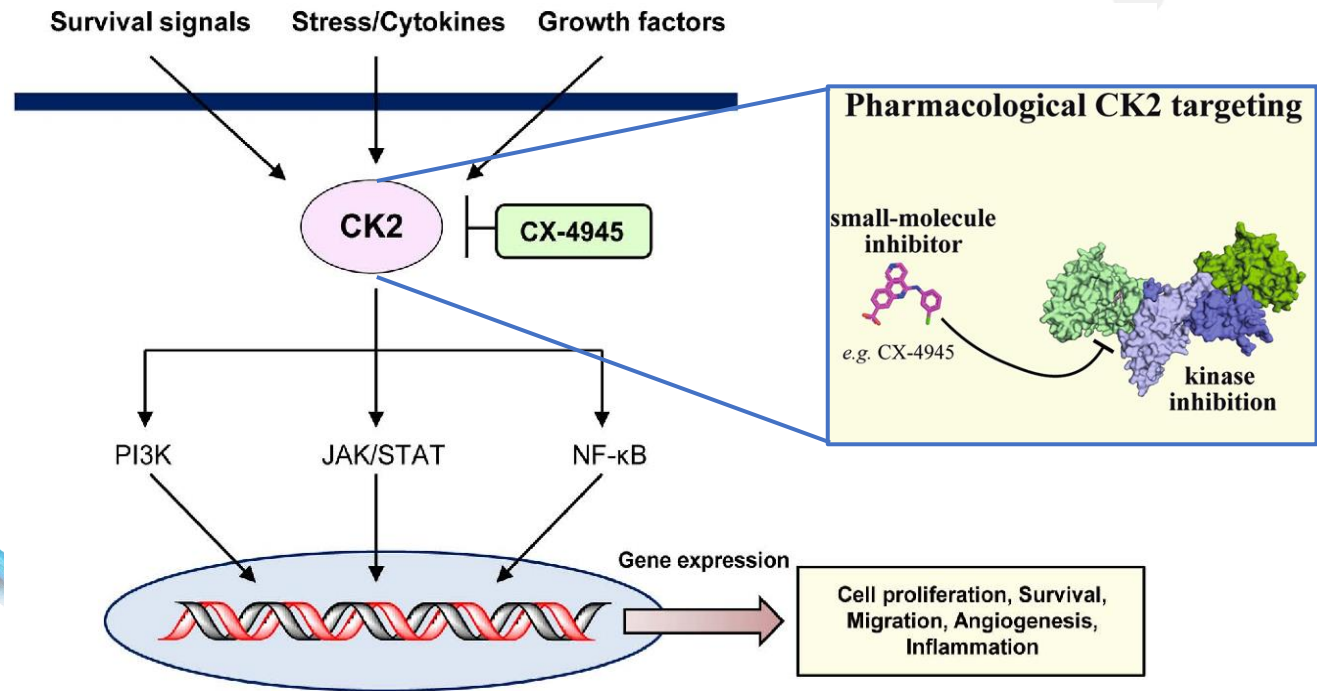 Survival signals
Stress/Cytokines
Growth factors
CK2
CX-4945
PI3K
JAK/STAT
NF-κB
Gene expression
Cell proliferation, Survival,
Migration, Angiogenesis,
Inflammation
Pharmacological CK2 targeting
small-molecule
inhibitor
e.g. CX-4945
kinase
inhibition